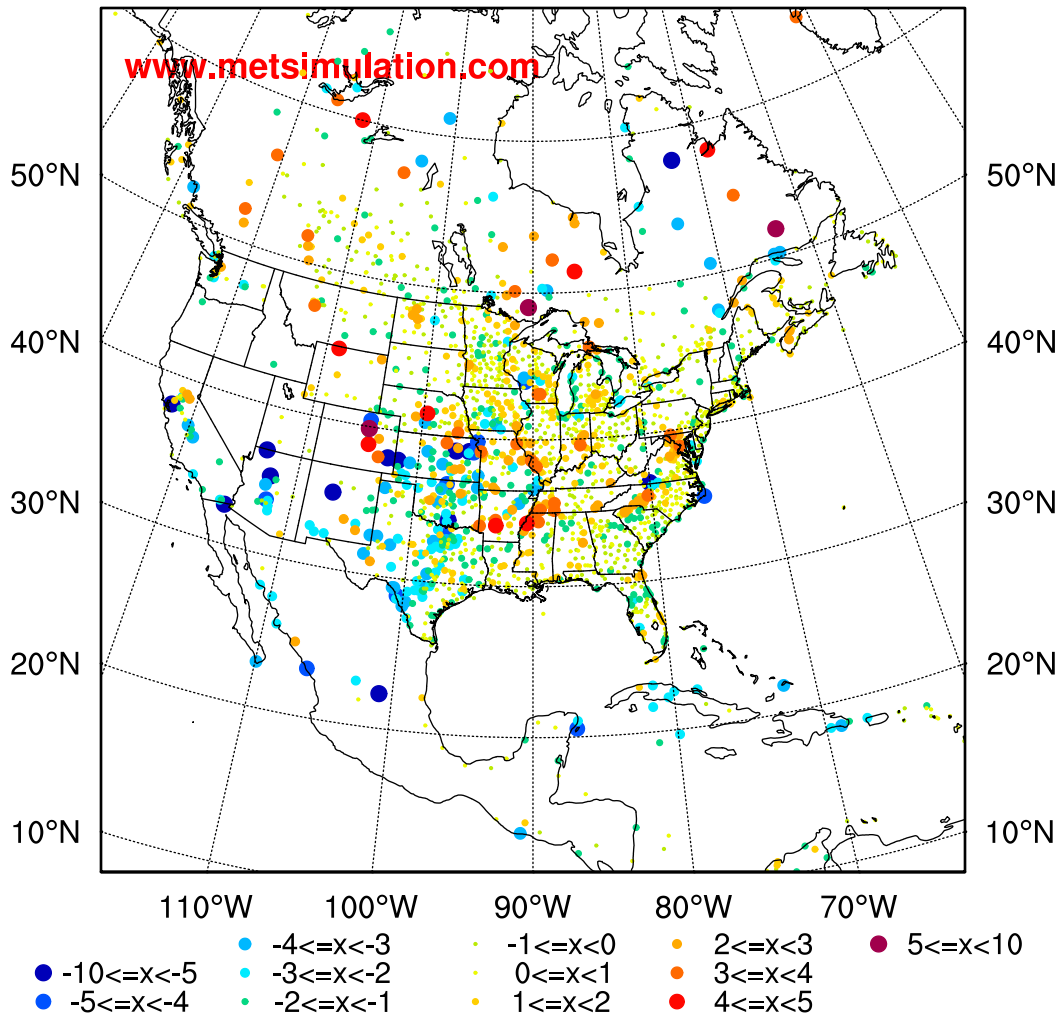 www.metsimulation.com
50°N 50°N
40°N 40°N
30°N 30°N
20°N 20°N
10°N 10°N
110°W 100°W 90°W 80°W 70°W
-4<=x<-3 -1<=x<0 2<=x<3 5<=x<10
-10<=x<-5 -3<=x<-2 0<=x<1 3<=x<4
-5<=x<-4 -2<=x<-1 1<=x<2 4<=x<5